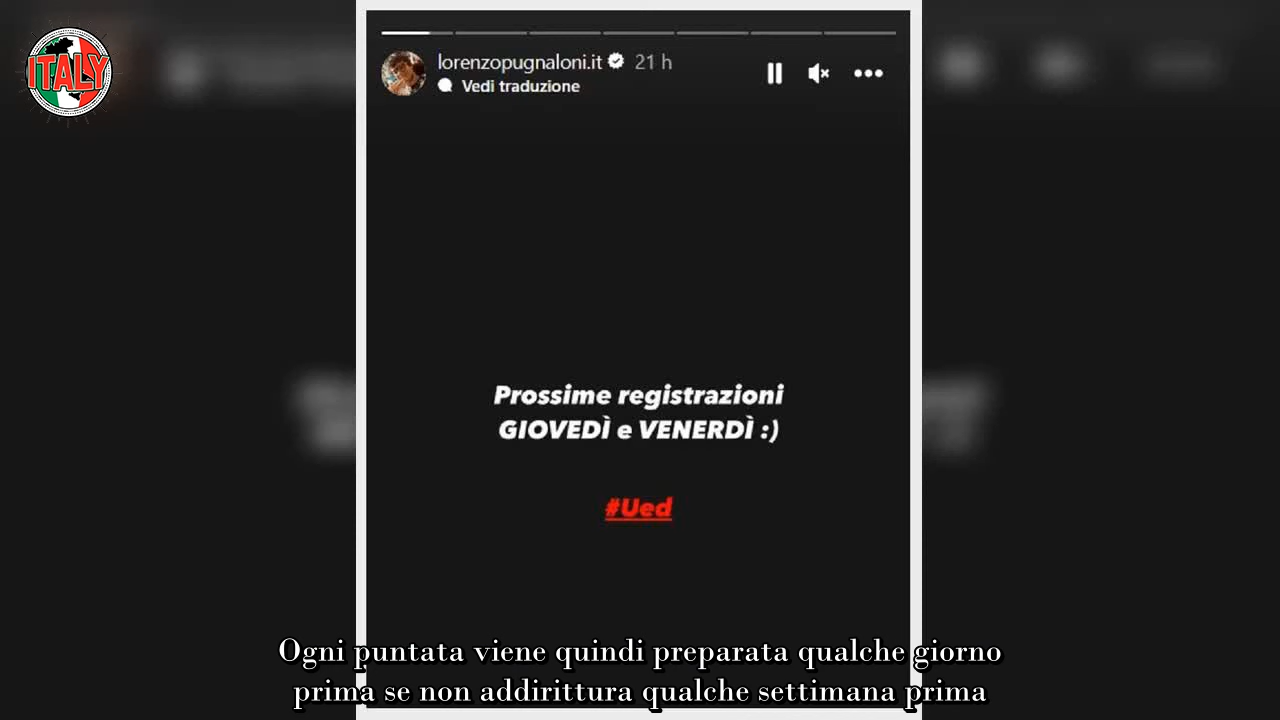 ITALY
lorenzopugnaloni.it 21 h
Vedi traduzione
Prossime registrazioni
GIOVEDÌ e VENERDÌ :)
#Ued
Ogni puntata viene quindi preparata qualche giorno
prima se non addirittura qualche settimana prima